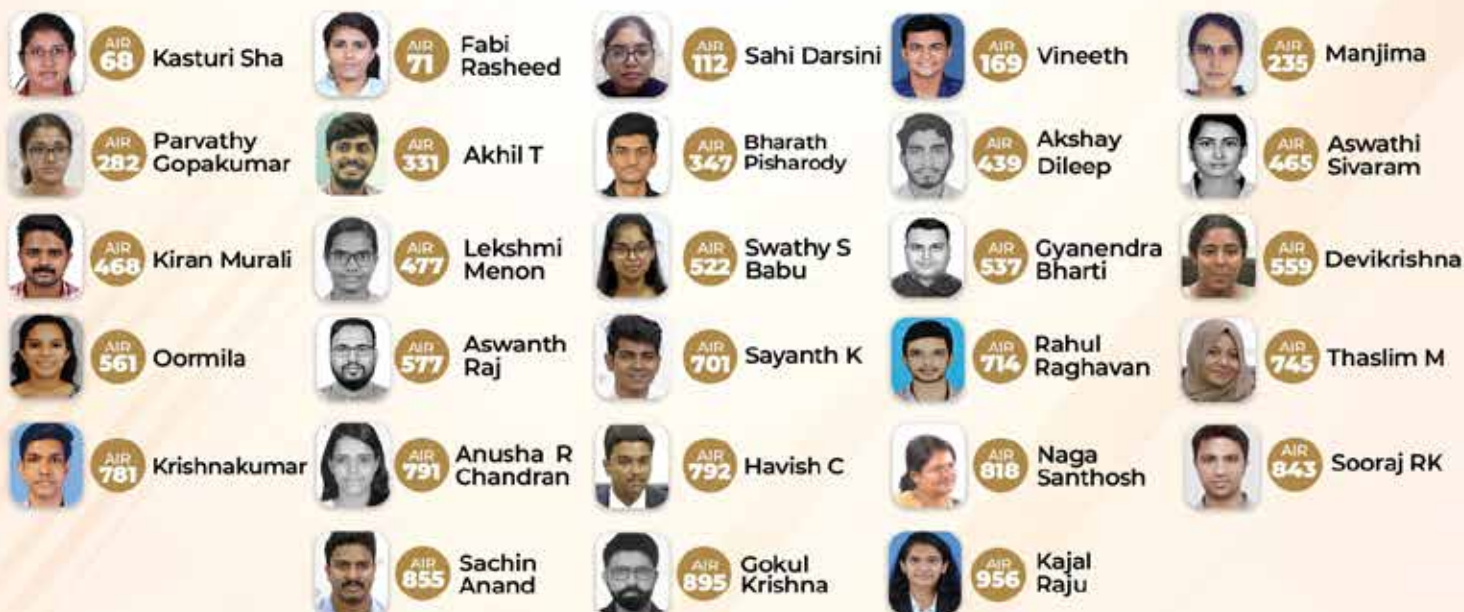 AIR
68
Kasturi Sha
AIR
71
Fabi
Rasheed
AIR
112
Sahi Darsini
AIR
169
Vineeth
AIR
235
Manjima
AIR
282
Parvathy
Gopakumar
AIR
331
Akhil T
AIR
347
Bharath
Pisharody
AIR
439
Akshay
Dileep
AIR
465
Aswathi
Sivaram
AIR
468
Kiran Murali
AIR
477
Lekshmi
Menon
AIR
522
Swathy S
Babu
AIR
537
Gyanendra
Bharti
AIR
559
Devikrishna
AIR
561
Oormila
AIR
577
Aswanth
Raj
AIR
701
Sayanth K
AIR
714
Rahul
Raghavan
AIR
745
Thaslim M
AIR
781
Krishnakumar
AIR
791
Anusha R
Chandran
AIR
792
Havish C
AIR
818
Naga
Santhosh
AIR
843
Sooraj RK
AIR
855
Sachin
Anand
AIR
895
Gokul
Krishna
AIR
956
Kajal
Raju